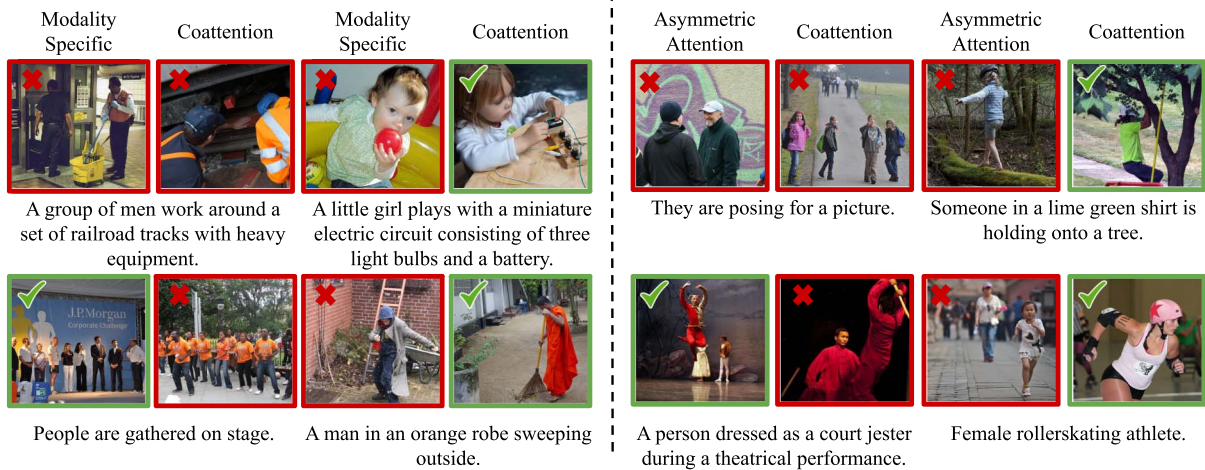 Modality
Specific
Coattention
Modality
Specific
Coattention
Asymmetric
Attention
Coattention
Asymmetric
Attention
Coattention
A group of men work around a
set of railroad tracks with heavy
equipment.
A little girl plays with a miniature
electric circuit consisting of three
light bulbs and a battery.
They are posing for a picture.
Someone in a lime green shirt is
holding onto a tree.
J.P.Morgan
Corporate Challenge
People are gathered on stage.
A man in an orange robe sweeping
outside.
A person dressed as a court jester
during a theatrical performance.
Female rollerskating athlete.